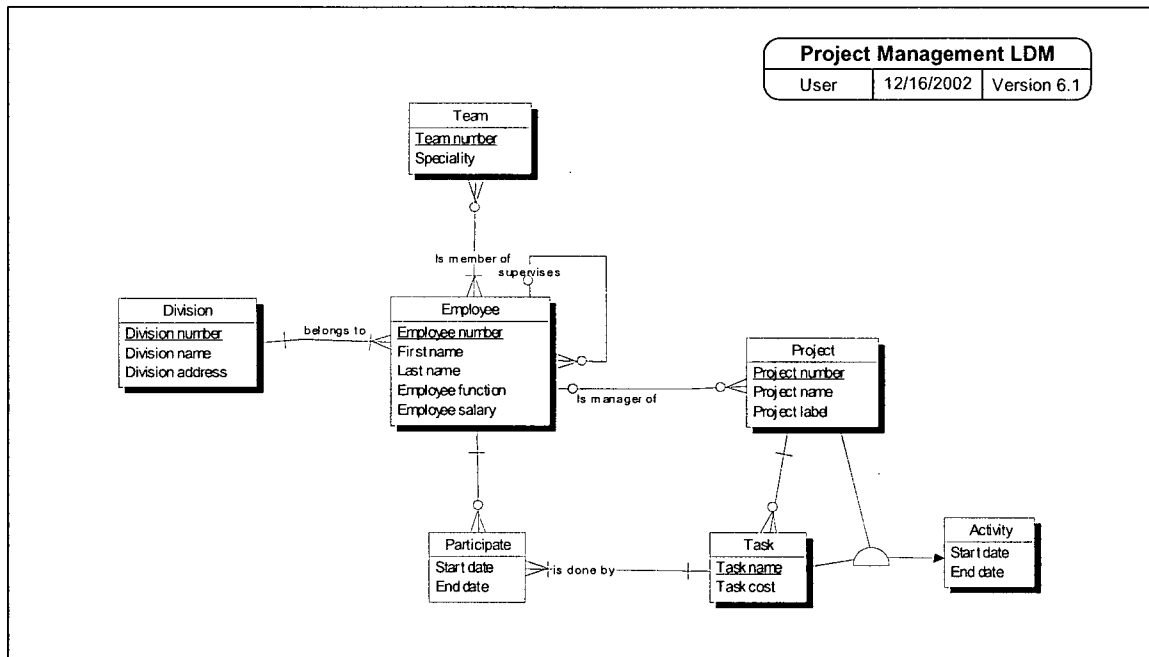 Project Management LDM
User 12/16/2002 Version 6.1
Team
Team number
Speciality
Is member of
supervises
Division
Division number
Division name
Division address
belongs to
Employee
Employee number
First name
Last name
Employee function
Employee salary
Is manager of
Project
Project number
Project name
Project label
Participate
Start date
End date
is done by
Task
Task name
Task cost
Activity
Start date
End date